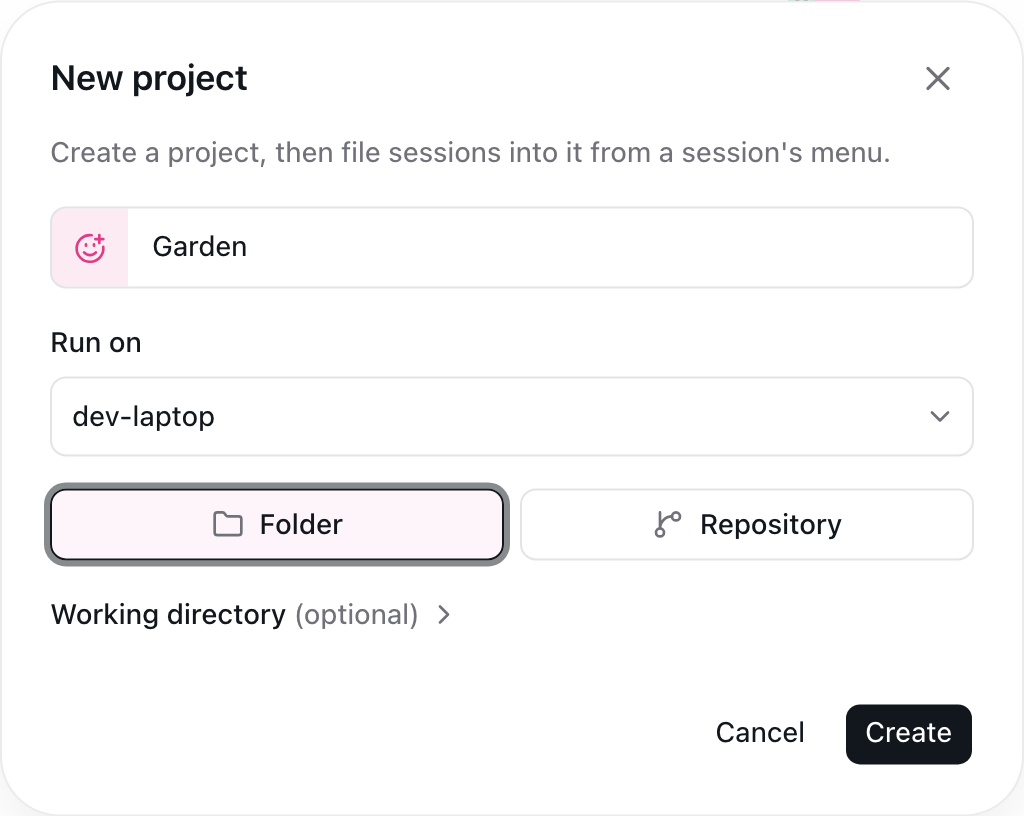 New project
Create a project, then file sessions into it from a session's menu.
Garden
Run on
dev-laptop
Folder
Repository
Working directory (optional)
Cancel
Create